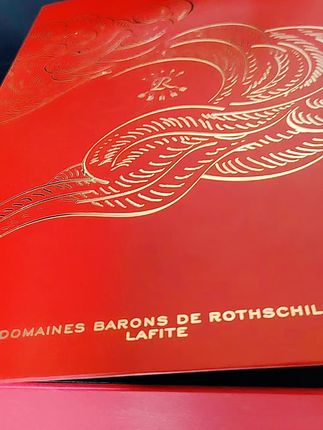 DOMAINES BARONS DE ROTHSCHIL
LAFITE